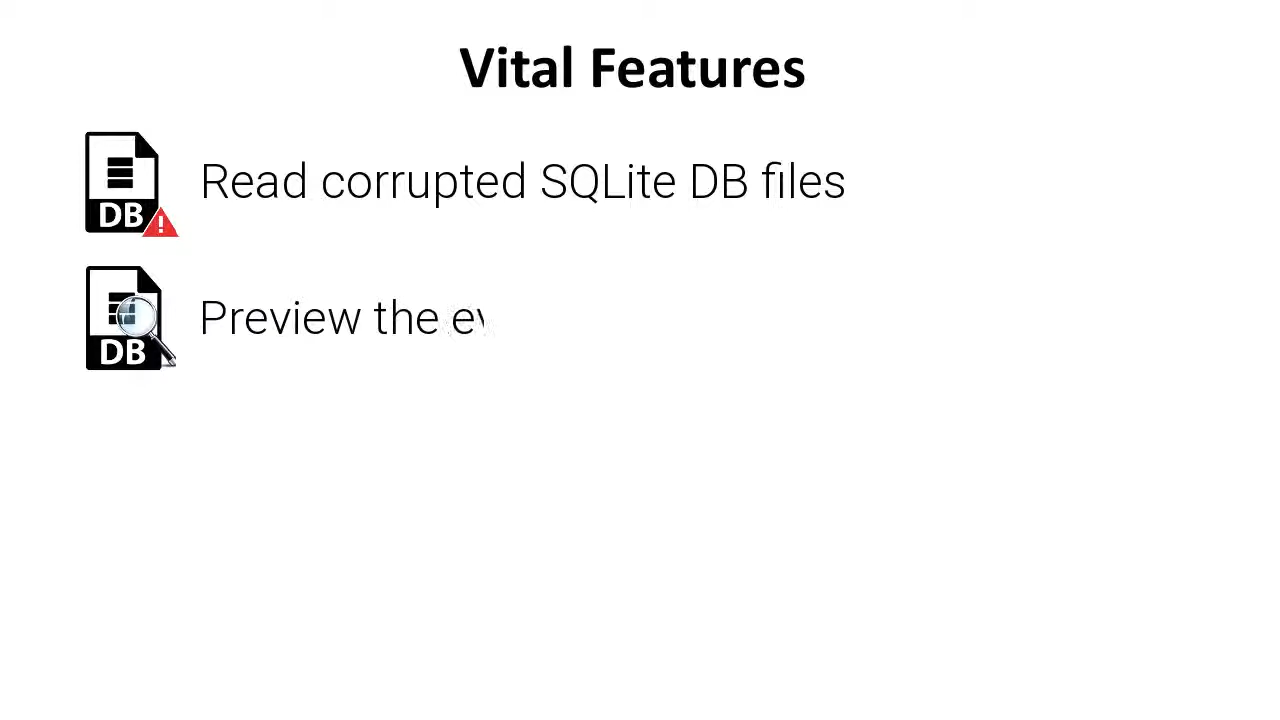 Vital Features
DB
Read corrupted SQLite DB files
DB
Preview the